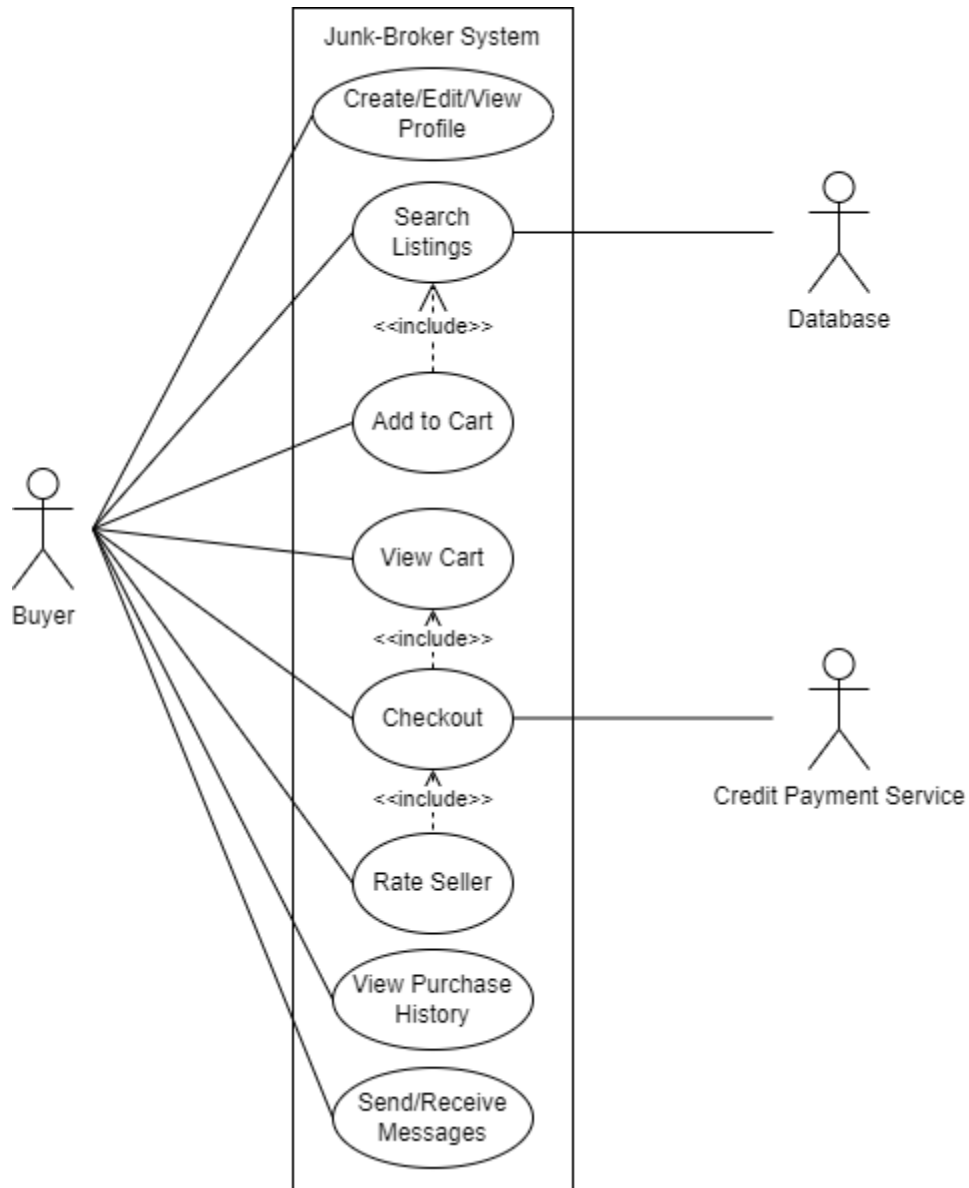 Junk-Broker System
Create/Edit/View
Profile
Search
Listings
<<include>>
Database
Add to Cart
View Cart
Buyer
<<include>>
Checkout
Credit Payment Service
<<include>>
Rate Seller
View Purchase
History
Send/Receive
Messages